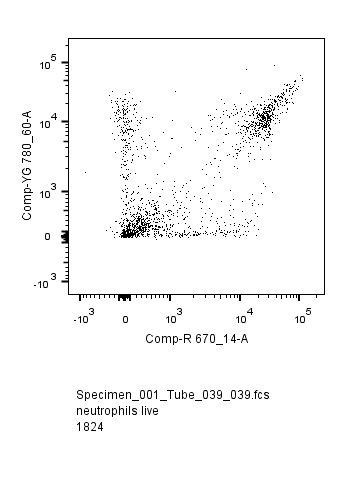 10^5
10^4
10^3
0
-10^3
Comp-YG 780_60-A
-10^3
0
10^3
10^4
10^5
Comp-R 670_14-A
Specimen_001_Tube_039_039.fcs
neutrophils live
1824